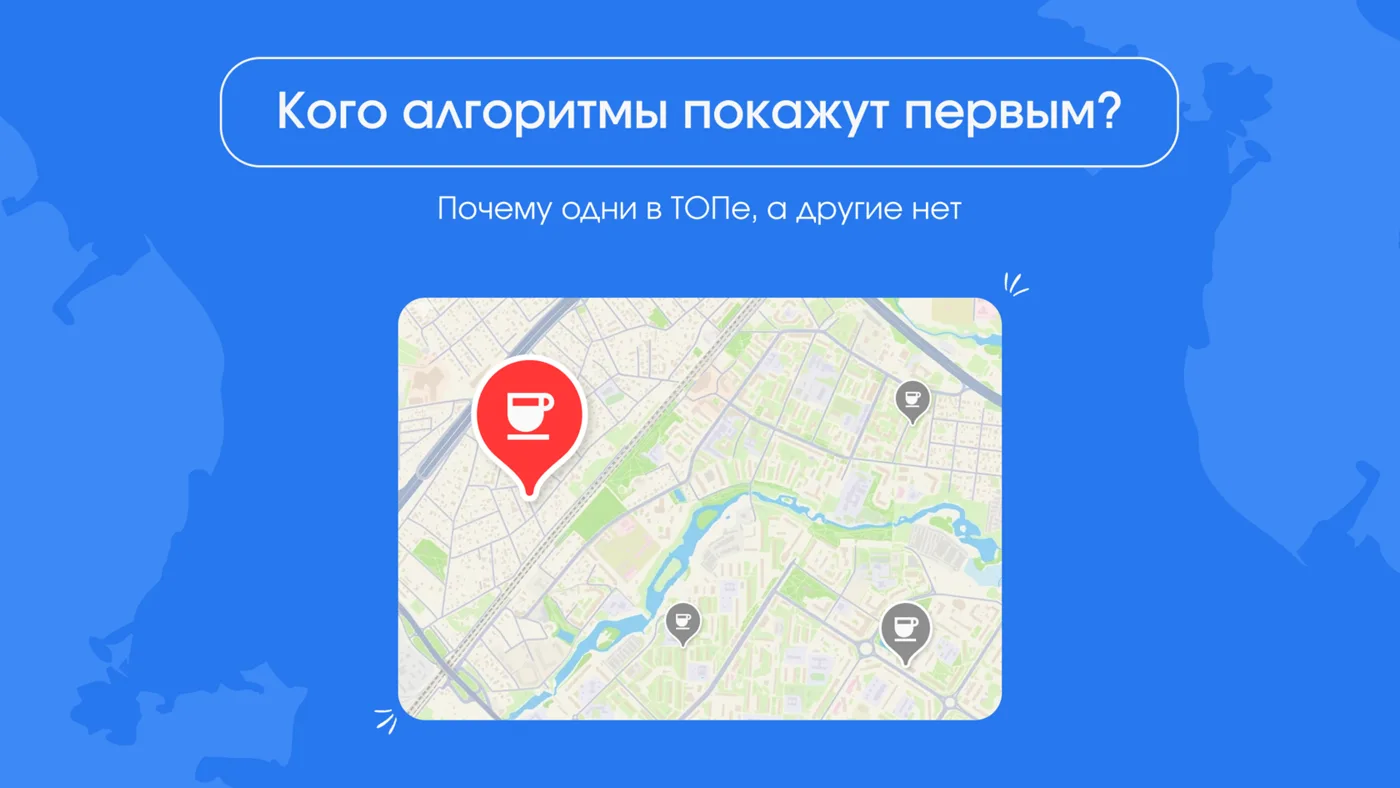 Кого алгоритмы покажут первым?
Почему одни в ТОПе, а другие нет